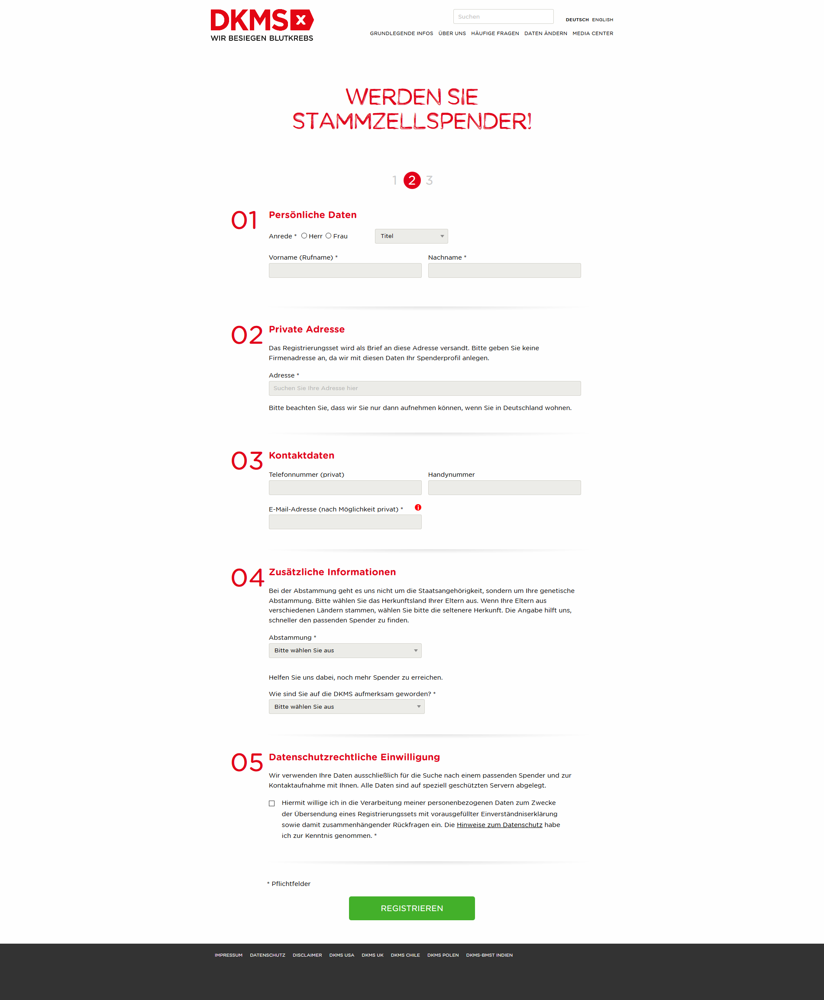 DKMS x
WIR BESIEGEN BLUTKREBS
Suchen
DEUTSCH ENGLISH
GRUNDLEGENDE INFOS ÜBER UNS HÄUFIGE FRAGEN DATEN ÄNDERN MEDIA CENTER
WERDEN SIE
STAMMZELLSPENDER!
1 2 3
01 Persönliche Daten
Anrede * Herr Frau Titel
Vorname (Rufname) * Nachname *
02 Private Adresse
Das Registrierungsset wird als Brief an diese Adresse versandt. Bitte geben Sie keine
Firmenadresse an, da wir mit diesen Daten Ihr Spenderprofil anlegen.
Adresse *
Suchen Sie Ihre Adresse hier
Bitte beachten Sie, dass wir Sie nur dann aufnehmen können, wenn Sie in Deutschland wohnen.
03 Kontaktdaten
Telefonnummer (privat) Handynummer
E-Mail-Adresse (nach Möglichkeit privat) * i
04 Zusätzliche Informationen
Bei der Abstammung geht es uns nicht um die Staatsangehörigkeit, sondern um Ihre genetische
Abstammung. Bitte wählen Sie das Herkunftsland Ihrer Eltern aus. Wenn Ihre Eltern aus
verschiedenen Ländern stammen, wählen Sie bitte die seltenere Herkunft. Die Angabe hilft uns,
schneller den passenden Spender zu finden.
Abstammung *
Bitte wählen Sie aus
Helfen Sie uns dabei, noch mehr Spender zu erreichen.
Wie sind Sie auf die DKMS aufmerksam geworden? *
Bitte wählen Sie aus
05 Datenschutzrechtliche Einwilligung
Wir verwenden Ihre Daten ausschließlich für die Suche nach einem passenden Spender und zur
Kontaktaufnahme mit Ihnen. Alle Daten sind auf speziell geschützten Servern abgelegt.
Hiermit willige ich in die Verarbeitung meiner personenbezogenen Daten zum Zwecke
der Übersendung eines Registrierungssets mit vorausgefüllter Einverständniserklärung
sowie damit zusammenhängender Rückfragen ein. Die Hinweise zum Datenschutz habe
ich zur Kenntnis genommen. *
* Pflichtfelder
REGISTRIEREN
IMPRESSUM DATENSCHUTZ DISCLAIMER DKMS USA DKMS UK DKMS CHILE DKMS POLEN DKMS-BMST INDIEN